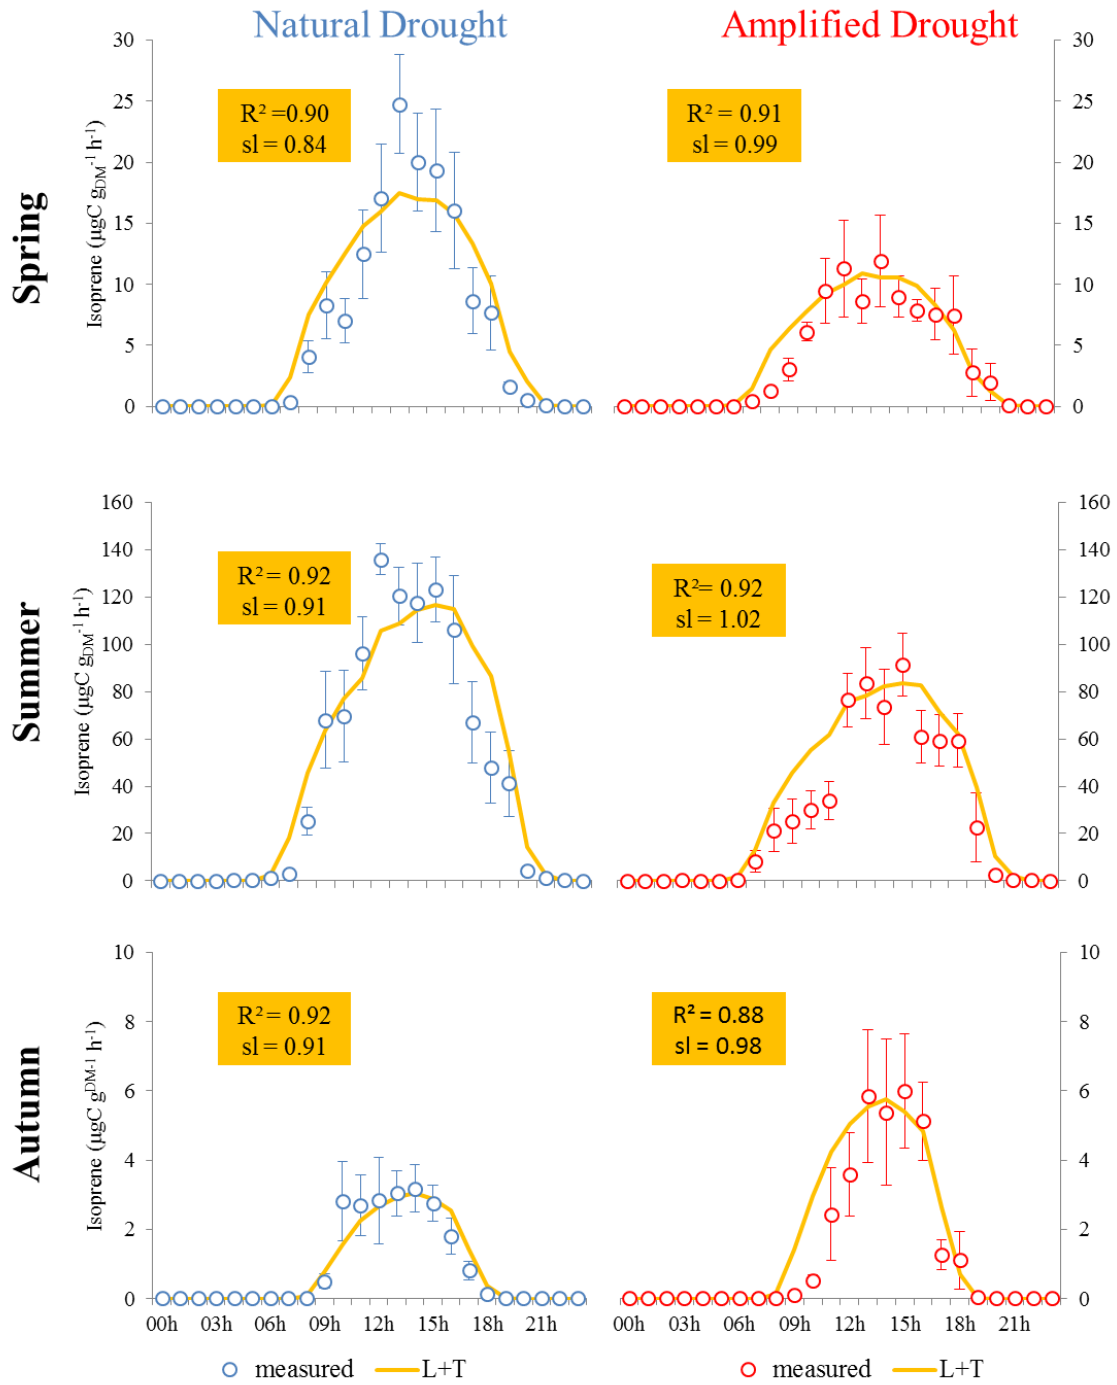 Natural Drought
Amplified Drought
Spring
Isoprene (µgC gDM-1 h-1)
30
25
20
15
10
5
0
R² =0.90
sl = 0.84
R² = 0.91
sl = 0.99
30
25
20
15
10
5
0
Summer
Isoprene (µgC gDM-1 h-1)
160
140
120
100
80
60
40
20
0
R² = 0.92
sl = 0.91
R²= 0.92
sl = 1.02
160
140
120
100
80
60
40
20
0
Autumn
Isoprene (µgC gDM-1 h-1)
10
8
6
4
2
0
R² = 0.92
sl = 0.91
R² = 0.88
sl = 0.98
10
8
6
4
2
0
00h 03h 06h 09h 12h 15h 18h 21h
00h 03h 06h 09h 12h 15h 18h 21h
measured L+T
measured L+T